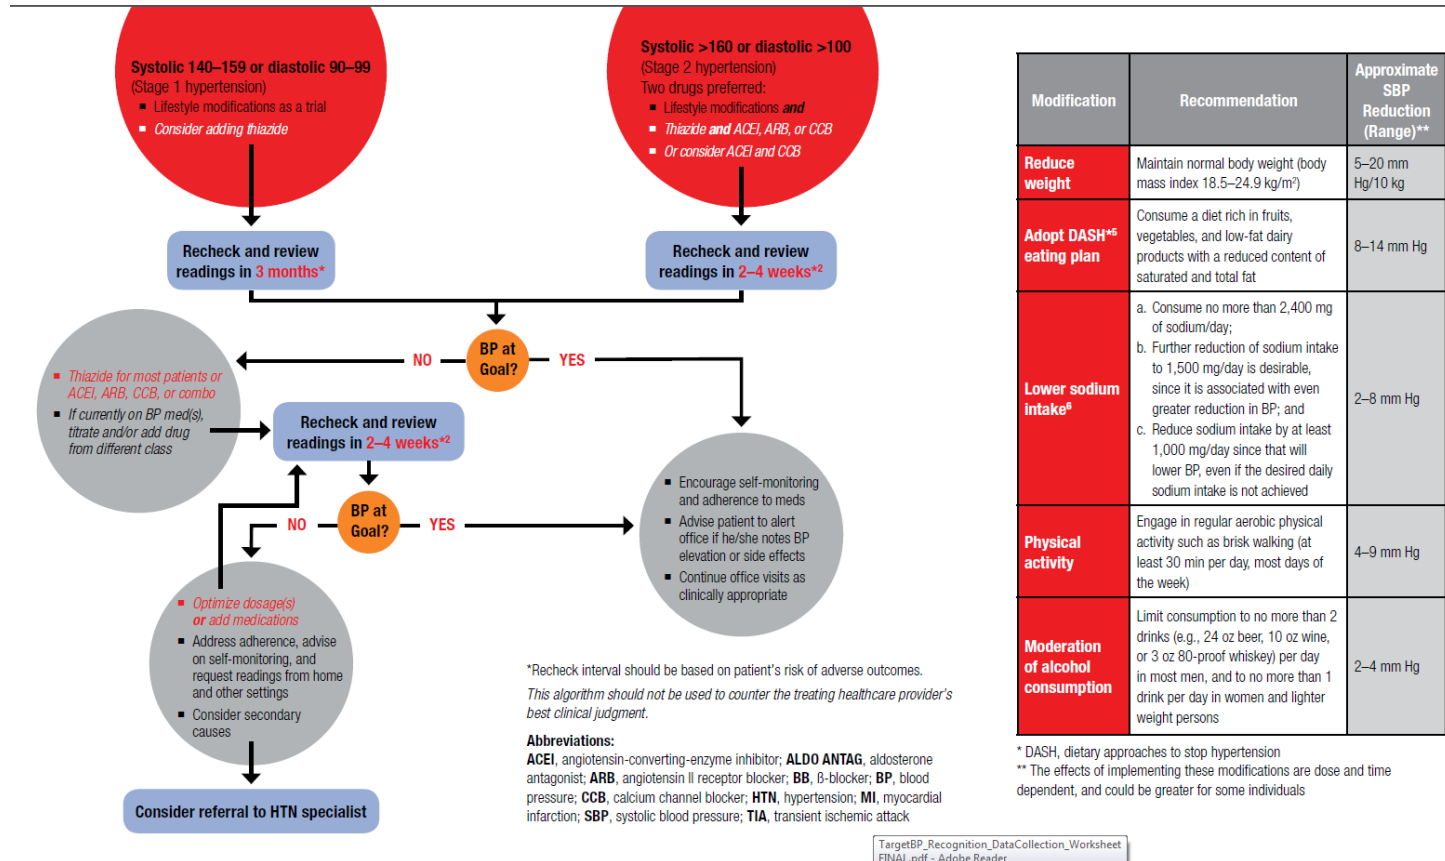 Systolic 140–159 or diastolic 90–99
(Stage 1 hypertension)
■ Lifestyle modifications as a trial
■ Consider adding thiazide
Systolic >160 or diastolic >100
(Stage 2 hypertension)
Two drugs preferred:
■ Lifestyle modifications and
■ Thiazide and ACEI, ARB, or CCB
■ Or consider ACEI and CCB
Recheck and review
readings in 3 months*
Recheck and review
readings in 2–4 weeks*2
BP at
Goal?
NO
YES
■ Thiazide for most patients or
ACEI, ARB, CCB, or combo
■ If currently on BP med(s),
titrate and/or add drug
from different class
Recheck and review
readings in 2–4 weeks*2
BP at
Goal?
NO
YES
■ Encourage self-monitoring
and adherence to meds
■ Advise patient to alert
office if he/she notes BP
elevation or side effects
■ Continue office visits as
clinically appropriate
■ Optimize dosage(s)
or add medications
■ Address adherence, advise
on self-monitoring, and
request readings from home
and other settings
■ Consider secondary
causes
Consider referral to HTN specialist
*Recheck interval should be based on patient's risk of adverse outcomes.
This algorithm should not be used to counter the treating healthcare provider's
best clinical judgment.
Abbreviations:
ACEI, angiotensin-converting-enzyme inhibitor; ALDO ANTAG, aldosterone
antagonist; ARB, angiotensin II receptor blocker; BB, ß-blocker; BP, blood
pressure; CCB, calcium channel blocker; HTN, hypertension; MI, myocardial
infarction; SBP, systolic blood pressure; TIA, transient ischemic attack
Modification
Recommendation
Approximate
SBP
Reduction
(Range)**
Reduce
weight
Maintain normal body weight (body
mass index 18.5–24.9 kg/m²)
5–20 mm
Hg/10 kg
Adopt DASH*5
eating plan
Consume a diet rich in fruits,
vegetables, and low-fat dairy
products with a reduced content of
saturated and total fat
8–14 mm Hg
Lower sodium
intake6
a. Consume no more than 2,400 mg
of sodium/day;
b. Further reduction of sodium intake
to 1,500 mg/day is desirable,
since it is associated with even
greater reduction in BP; and
c. Reduce sodium intake by at least
1,000 mg/day since that will
lower BP, even if the desired daily
sodium intake is not achieved
2–8 mm Hg
Physical
activity
Engage in regular aerobic physical
activity such as brisk walking (at
least 30 min per day, most days of
the week)
4–9 mm Hg
Moderation
of alcohol
consumption
Limit consumption to no more than 2
drinks (e.g., 24 oz beer, 10 oz wine,
or 3 oz 80-proof whiskey) per day
in most men, and to no more than 1
drink per day in women and lighter
weight persons
2–4 mm Hg
* DASH, dietary approaches to stop hypertension
** The effects of implementing these modifications are dose and time
dependent, and could be greater for some individuals
TargetBP_Recognition_DataCollection_Worksheet
FINAL.pdf - Adobe Reader